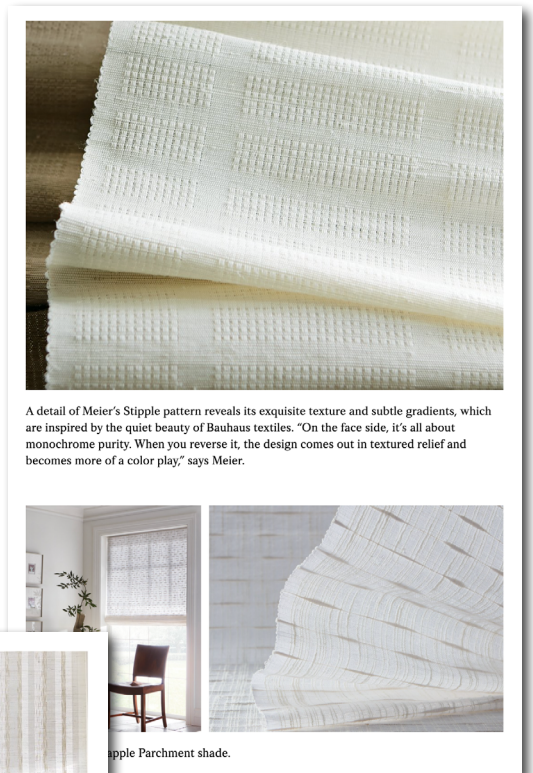 A detail of Meier’s Stipple pattern reveals its exquisite texture and subtle gradients, which
are inspired by the quiet beauty of Bauhaus textiles. “On the face side, it’s all about
monochrome purity. When you reverse it, the design comes out in textured relief and
becomes more of a color play,” says Meier.
Parchment shade.